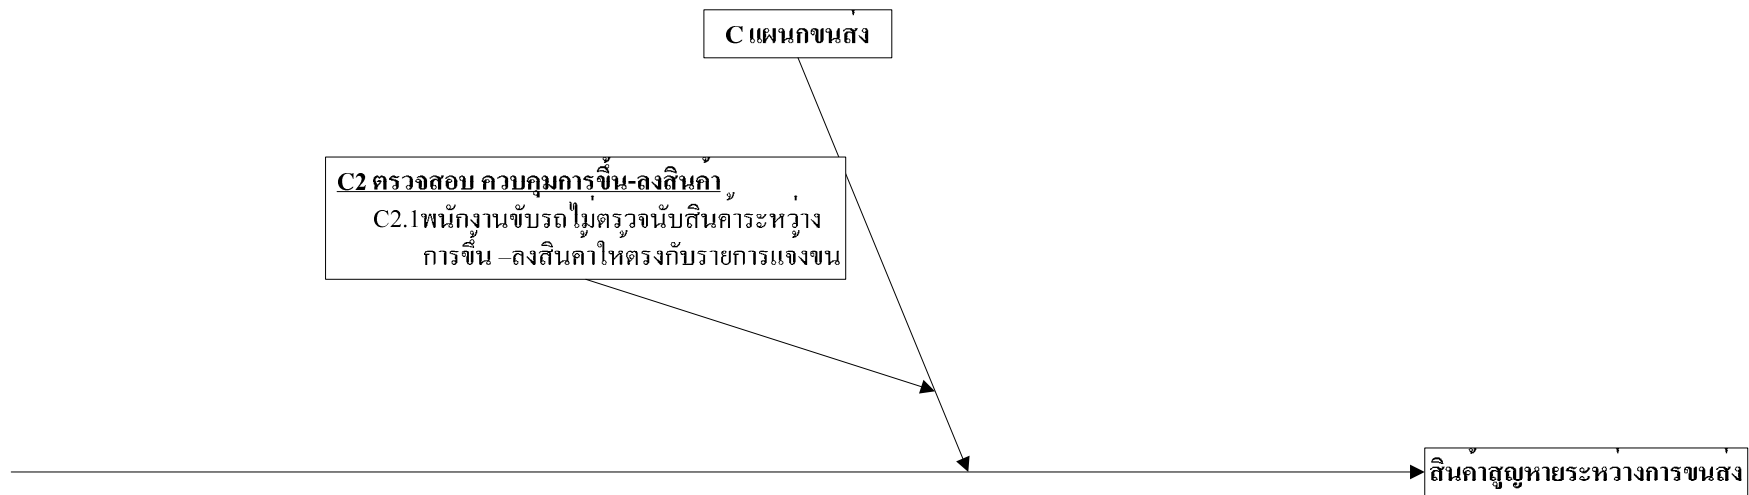 C แผนกขนส่ง
C2 ตรวจสอบ ควบคุมการขึ้น-ลงสินค้า
C2.1พนักงานขับรถไม่ตรวจนับสินค้าระหว่าง
การขึ้น –ลงสินค้าให้ตรงกับรายการแจ้งขน
สินค้าสูญหายระหว่างการขนส่ง